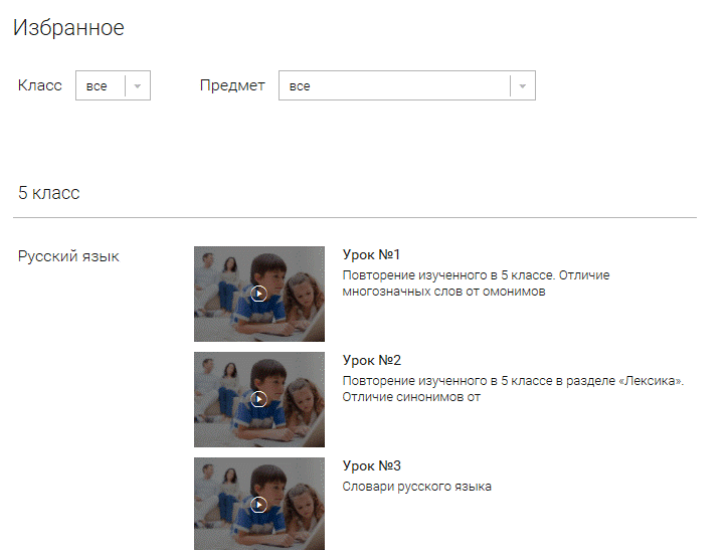 Избранное
Класс все Предмет все
5 класс
Русский язык
Урок №1
Повторение изученного в 5 классе. Отличие
многозначных слов от омонимов
Урок №2
Повторение изученного в 5 классе в разделе «Лексика».
Отличие синонимов от
Урок №3
Словари русского языка